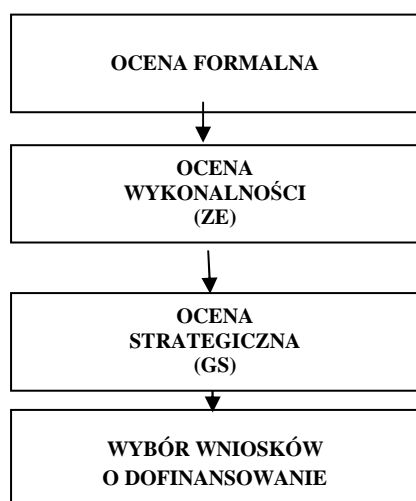 OCENA FORMALNA
OCENA
WYKONALNOŚCI
(ZE)
OCENA
STRATEGICZNA
(GS)
WYBÓR WNIOSKÓW
O DOFINANSOWANIE